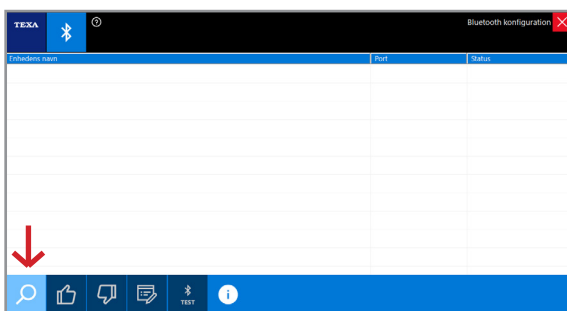 TEXA
Bluetooth konfiguration
Enhedens navn
Port
Status
TEST